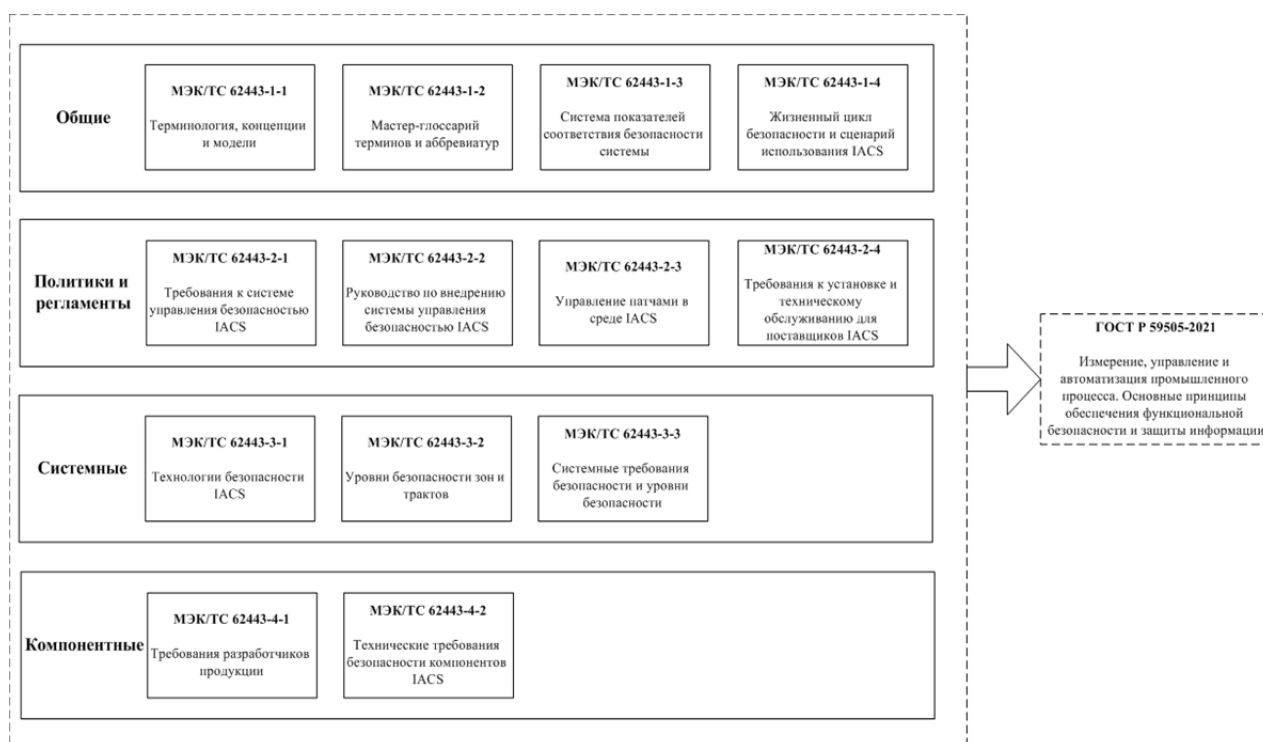 Общие
МЭК/ТС 62443-1-1
Терминология, концепции
и модели
МЭК/ТС 62443-1-2
Мастер-глоссарий
терминов и аббревиатур
МЭК/ТС 62443-1-3
Система показателей
соответствия безопасности
системы
МЭК/ТС 62443-1-4
Жизненный цикл
безопасности и сценарий
использования IACS
Политики и
регламенты
МЭК/ТС 62443-2-1
Требования к системе
управления безопасностью
IACS
МЭК/ТС 62443-2-2
Руководство по внедрению
системы управления
безопасностью IACS
МЭК/ТС 62443-2-3
Управление патчами в
среде IACS
МЭК/ТС 62443-2-4
Требования к установке и
техническому
обслуживанию для
поставщиков IACS
Системные
МЭК/ТС 62443-3-1
Технологии безопасности
IACS
МЭК/ТС 62443-3-2
Уровни безопасности зон и
трактов
МЭК/ТС 62443-3-3
Системные требования
безопасности и уровни
безопасности
Компонентные
МЭК/ТС 62443-4-1
Требования разработчиков
продукции
МЭК/ТС 62443-4-2
Технические требования
безопасности компонентов
IACS
ГОСТ Р 59505-2021
Измерение, управление и
автоматизация промышленного
процесса. Основные принципы
обеспечения функциональной
безопасности и защиты информации